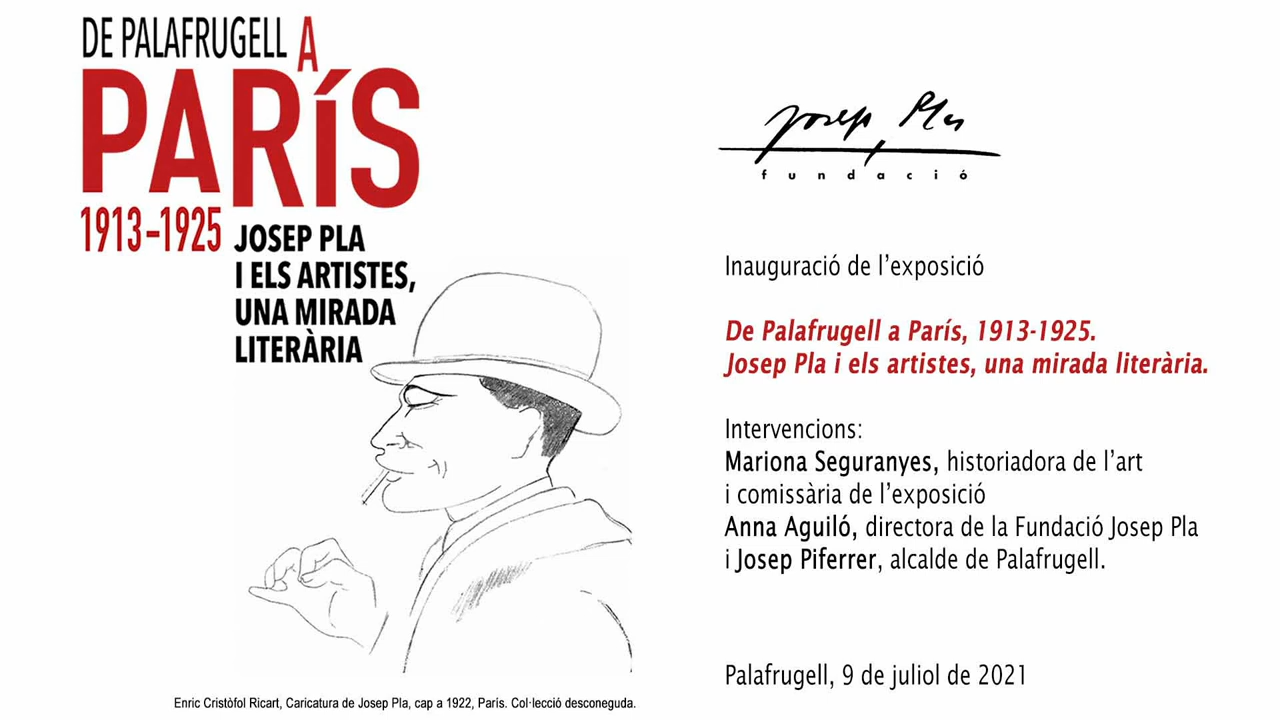 DE PALAFRUGELL A
PARíS
1913-1925
JOSEP PLA
I ELS ARTISTES,
UNA MIRADA
LITERÀRIA
Enric Cristòfol Ricart, Caricatura de Josep Pla, cap a 1922, París. Col·lecció desconeguda.
Josep Pla
fundació
Inauguració de l'exposició
De Palafrugell a París, 1913-1925.
Josep Pla i els artistes, una mirada literària.
Intervencions:
Mariona Seguranyes, historiadora de l'art
i comissària de l'exposició
Anna Aguiló, directora de la Fundació Josep Pla
i Josep Piferrer, alcalde de Palafrugell.
Palafrugell, 9 de juliol de 2021